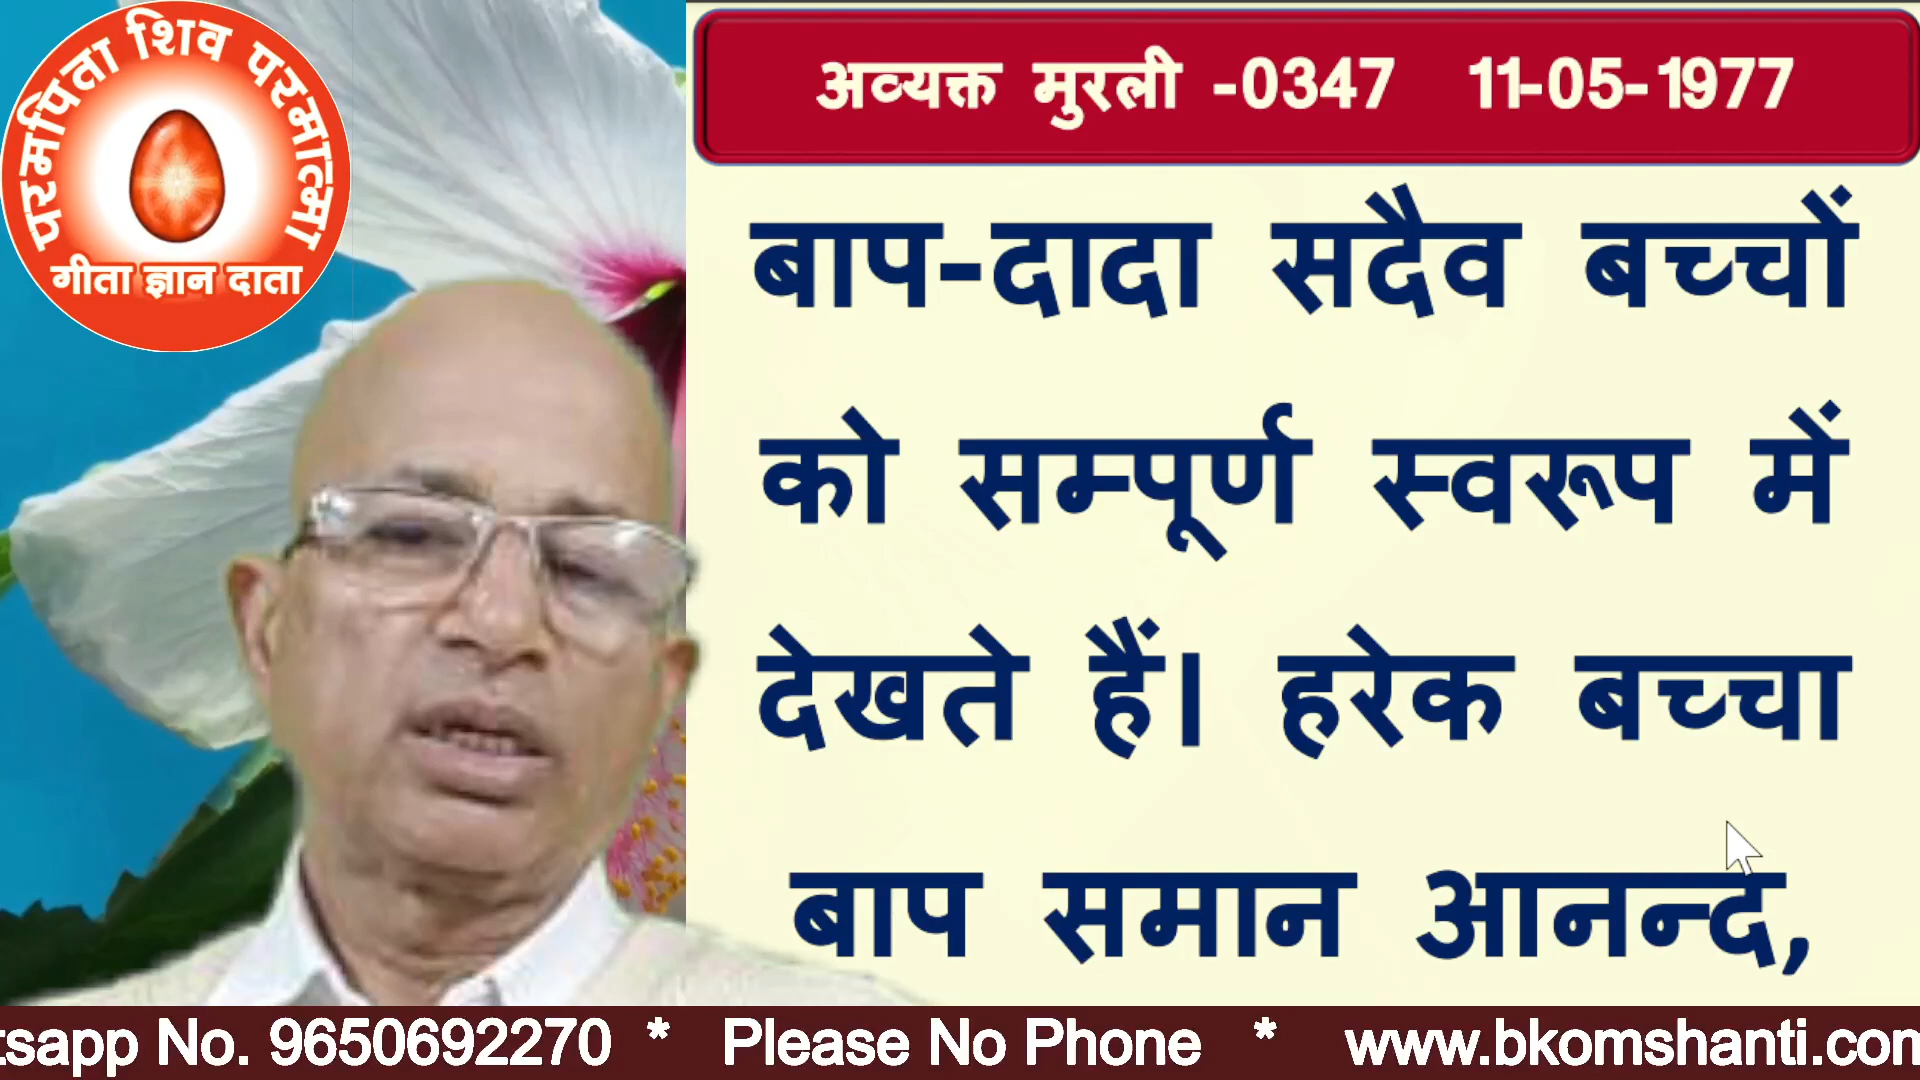 परमपिता शिव परमात्मा
गीता ज्ञान दाता
अव्यक्त मुरली -0347 11-05-1977
बाप-दादा सदैव बच्चों
को सम्पूर्ण स्वरूप में
देखते हैं। हरेक बच्चा
बाप समान आनन्द,
tsapp No. 9650692270 * Please No Phone * www.bkomshanti.com